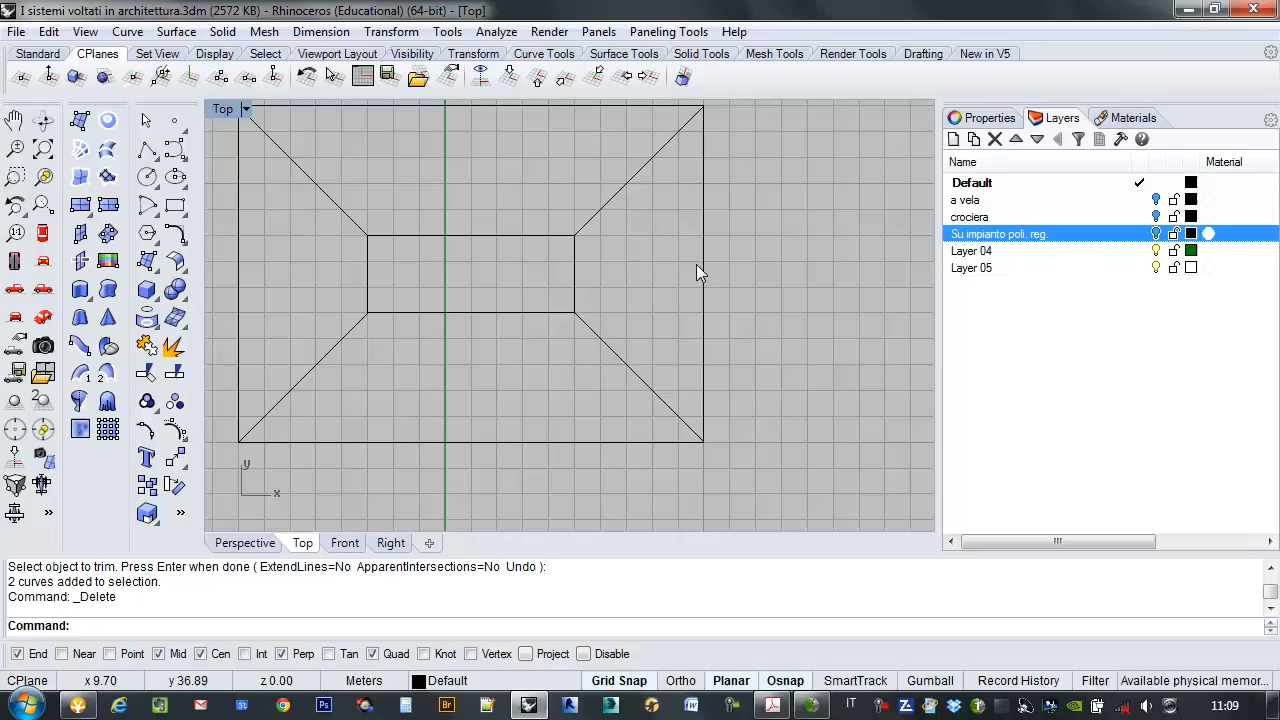 I sistemi voltati in architettura.3dm (2572 KB) - Rhinoceros (Educational) (64-bit) - [Top]
File Edit View Curve Surface Solid Mesh Dimension Transform Tools Analyze Render Panels Paneling Tools Help
Standard CPlanes Set View Display Select Viewport Layout Visibility Transform Curve Tools Surface Tools Solid Tools Mesh Tools Render Tools Drafting New in V5
Top
Properties Layers Materials
Name Material
Default
a vela
crociera
Su impianto poli. reg.
Layer 04
Layer 05
y
x
Perspective Top Front Right
Select object to trim. Press Enter when done ( ExtendLines=No ApparentIntersections=No Undo ):
2 curves added to selection.
Command: _Delete
Command:
End Near Point Mid Cen Int Perp Tan Quad Knot Vertex Project Disable
CPlane x 9.70 y 36.89 z 0.00 Meters Default Grid Snap Ortho Planar Osnap SmartTrack Gumball Record History Filter Available physical memor...
IT 11:09